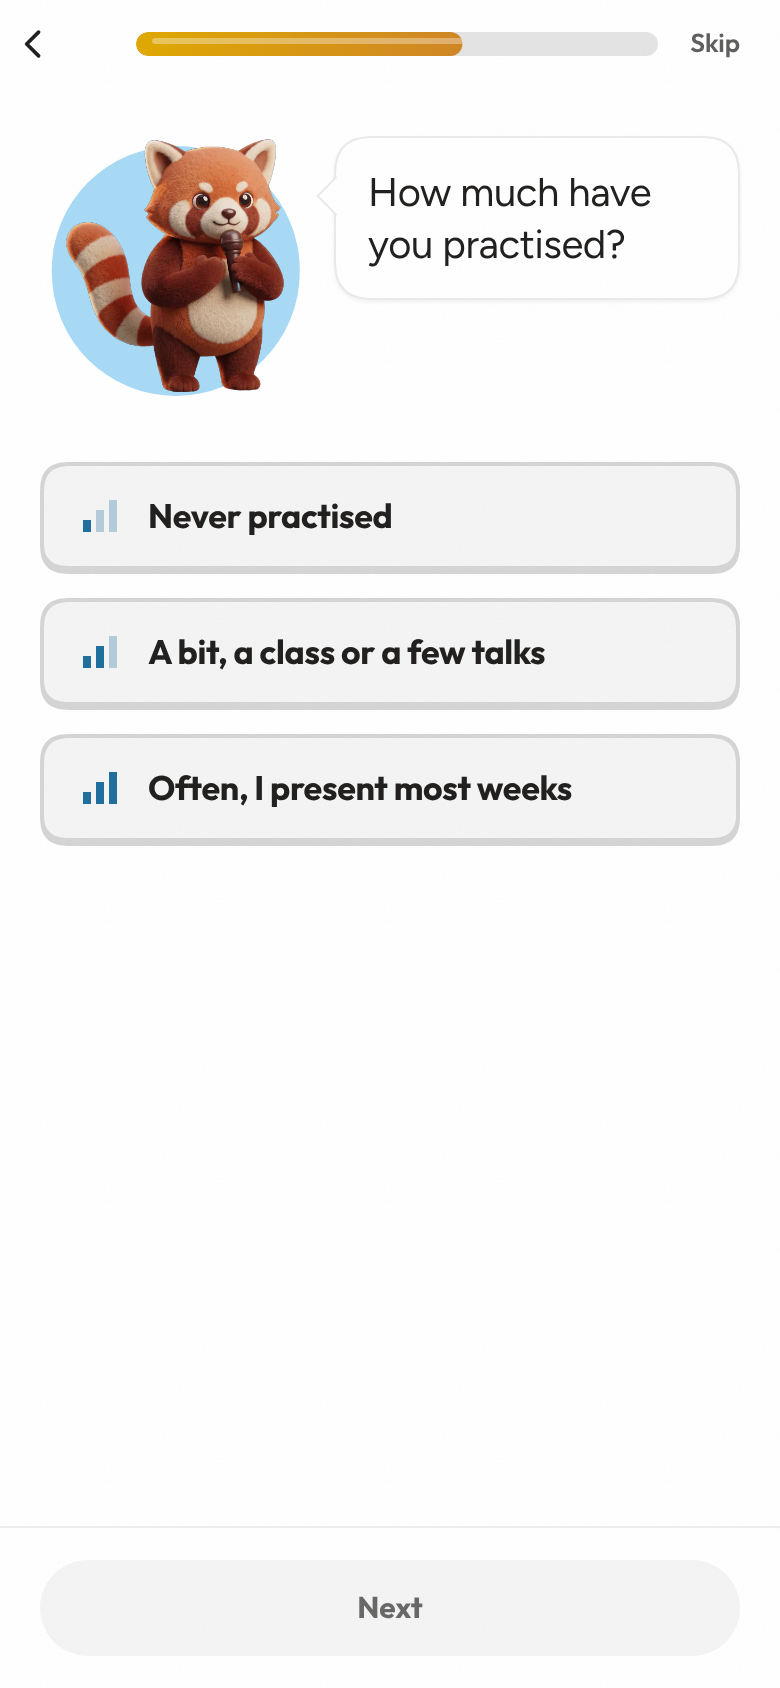 Skip
How much have
you practised?
Never practised
A bit, a class or a few talks
Often, I present most weeks
Next